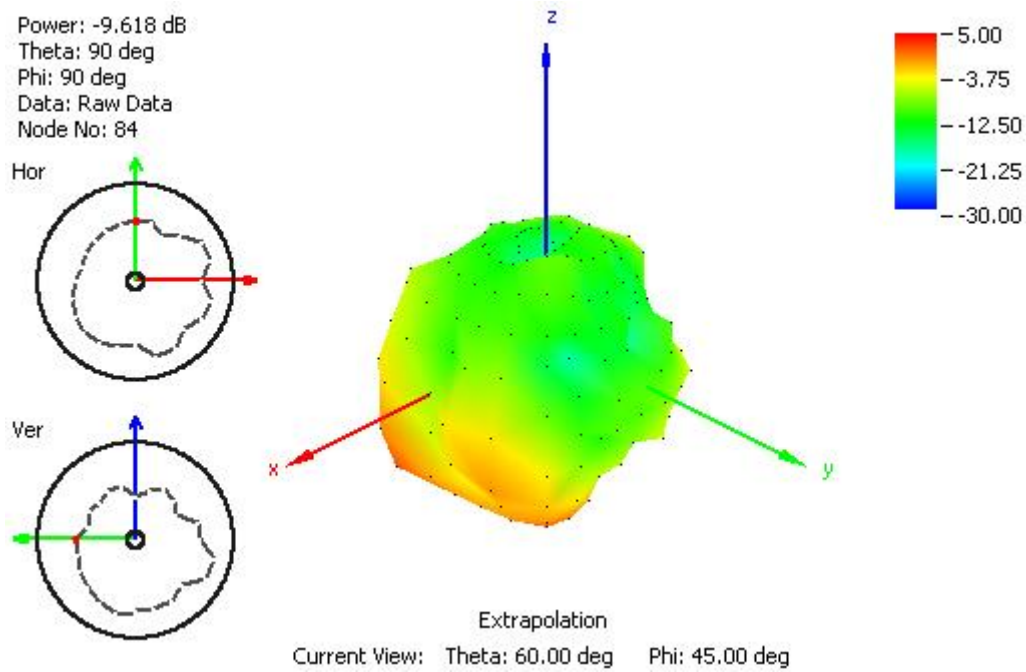 Power: -9.618 dB
Theta: 90 deg
Phi: 90 deg
Data: Raw Data
Node No: 84
Hor
Ver
z
x
y
5.00
-3.75
-12.50
-21.25
-30.00
Extrapolation
Current View: Theta: 60.00 deg Phi: 45.00 deg